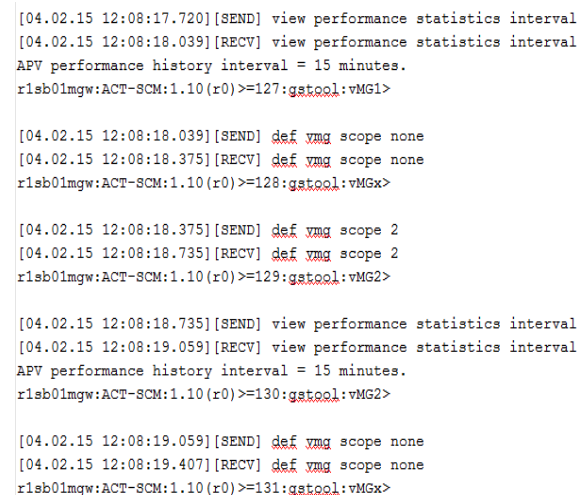 [04.02.15 12:08:17.720][SEND] view performance statistics interval
[04.02.15 12:08:18.039][RECV] view performance statistics interval
APV performance history interval = 15 minutes.
r1sb01mgw:ACT-SCM:1.10(r0)>=127:gstool:vMG1>
[04.02.15 12:08:18.039][SEND] def vmg scope none
[04.02.15 12:08:18.375][RECV] def vmg scope none
r1sb01mgw:ACT-SCM:1.10(r0)>=128:gstool:vMGx>
[04.02.15 12:08:18.375][SEND] def vmg scope 2
[04.02.15 12:08:18.735][RECV] def vmg scope 2
r1sb01mgw:ACT-SCM:1.10(r0)>=129:gstool:vMG2>
[04.02.15 12:08:18.735][SEND] view performance statistics interval
[04.02.15 12:08:19.059][RECV] view performance statistics interval
APV performance history interval = 15 minutes.
r1sb01mgw:ACT-SCM:1.10(r0)>=130:gstool:vMG2>
[04.02.15 12:08:19.059][SEND] def vmg scope none
[04.02.15 12:08:19.407][RECV] def vmg scope none
r1sb01mgw:ACT-SCM:1.10(r0)>=131:gstool:vMGx>